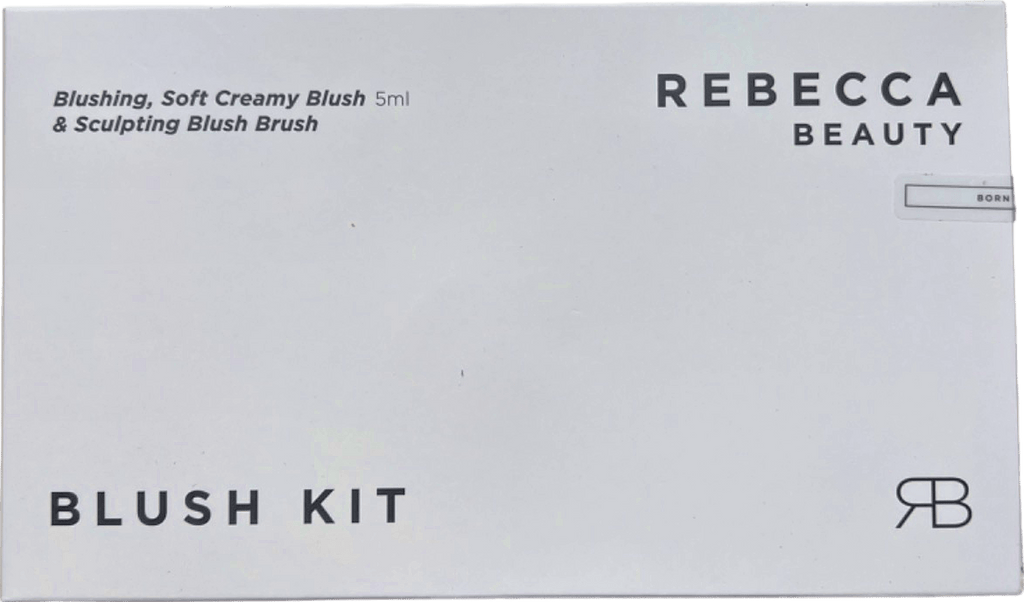 Blushing, Soft Creamy Blush 5ml
& Sculpting Blush Brush
REBECCA
BEAUTY
BORN
BLUSH KIT
RB